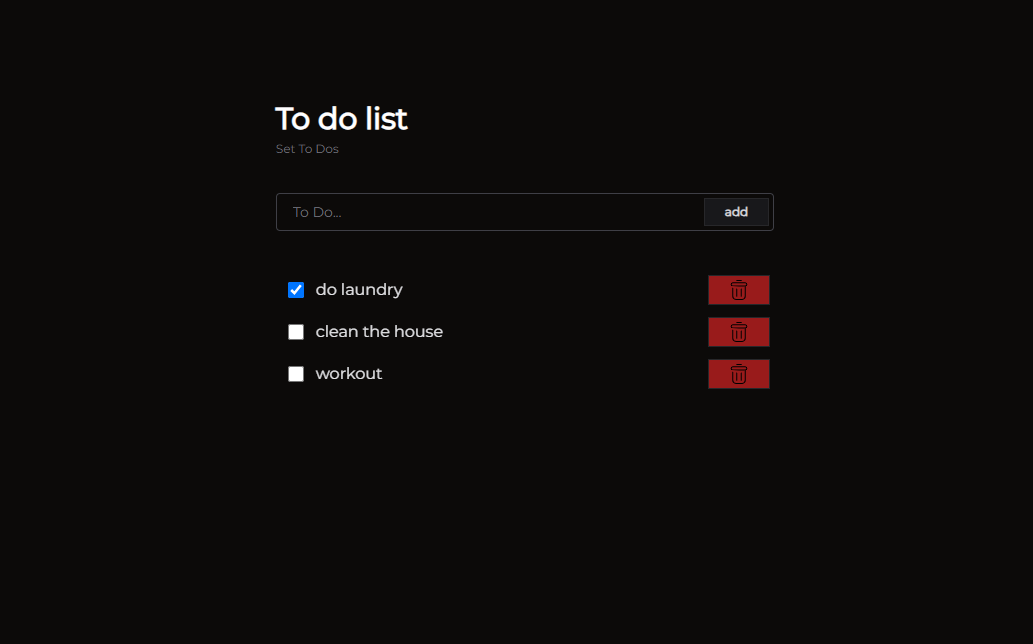 To do list
Set To Dos
To Do...
add
do laundry
clean the house
workout